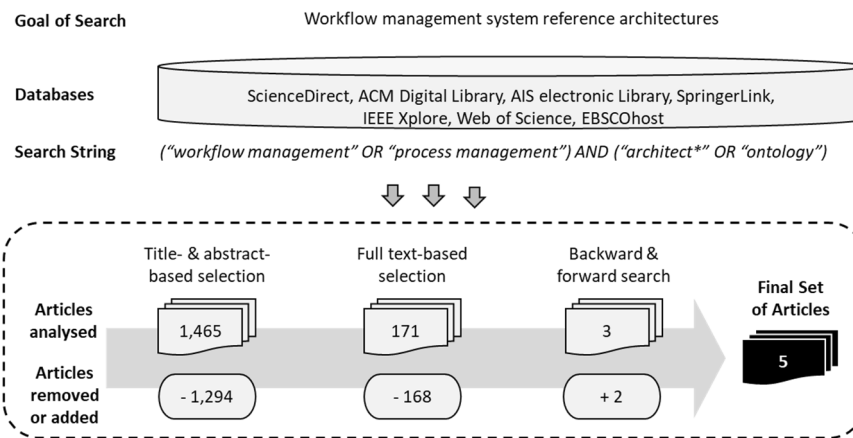 Goal of Search
Workflow management system reference architectures
Databases
ScienceDirect, ACM Digital Library, AIS electronic Library, SpringerLink,
IEEE Xplore, Web of Science, EBSCOhost
Search String
(“workflow management” OR “process management”) AND (“architect*” OR “ontology”)
Title- & abstract-
based selection
Full text-based
selection
Backward &
forward search
Final Set
of Articles
Articles
analysed
1,465
171
3
5
Articles
removed
or added
- 1,294
- 168
+ 2